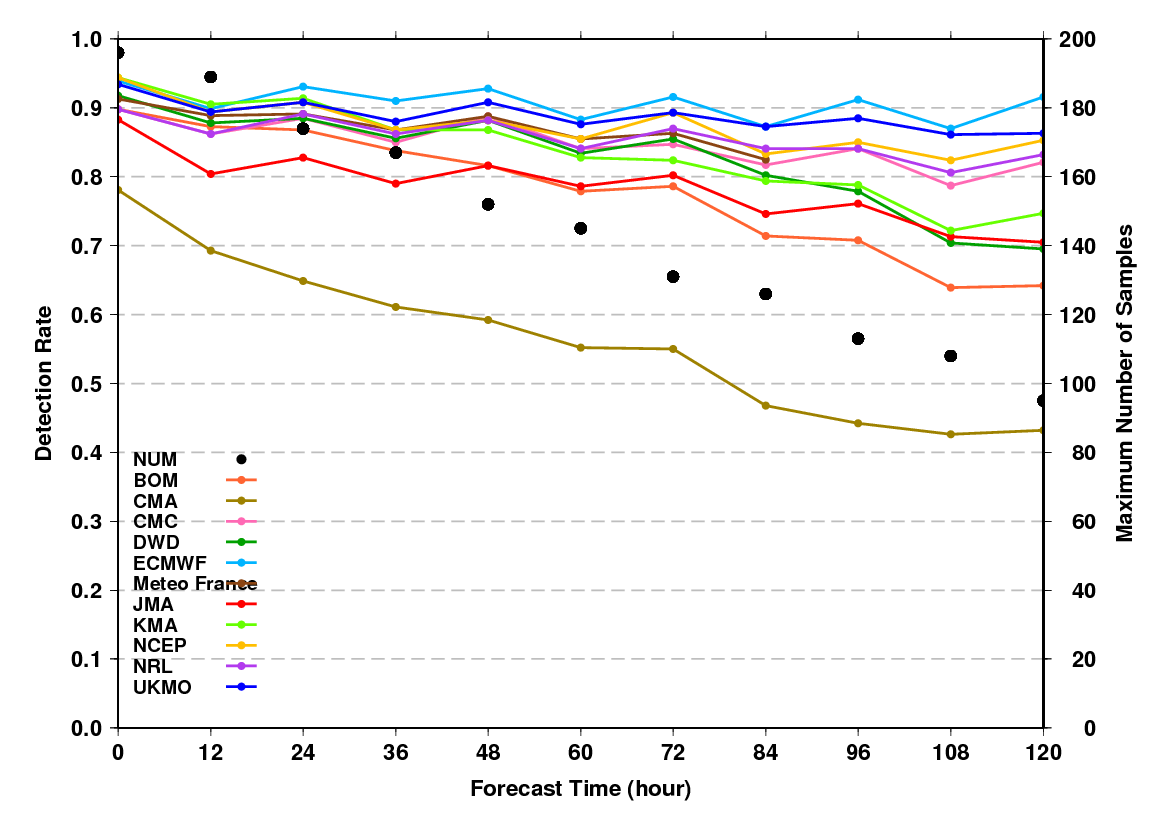 1.0
0.9
0.8
0.7
0.6
0.5
0.4
0.3
0.2
0.1
0.0
Detection Rate
200
180
160
140
120
100
80
60
40
20
0
Maximum Number of Samples
NUM
BOM
CMA
CMC
DWD
ECMWF
Meteo France
JMA
KMA
NCEP
NRL
UKMO
0 12 24 36 48 60 72 84 96 108 120
Forecast Time (hour)